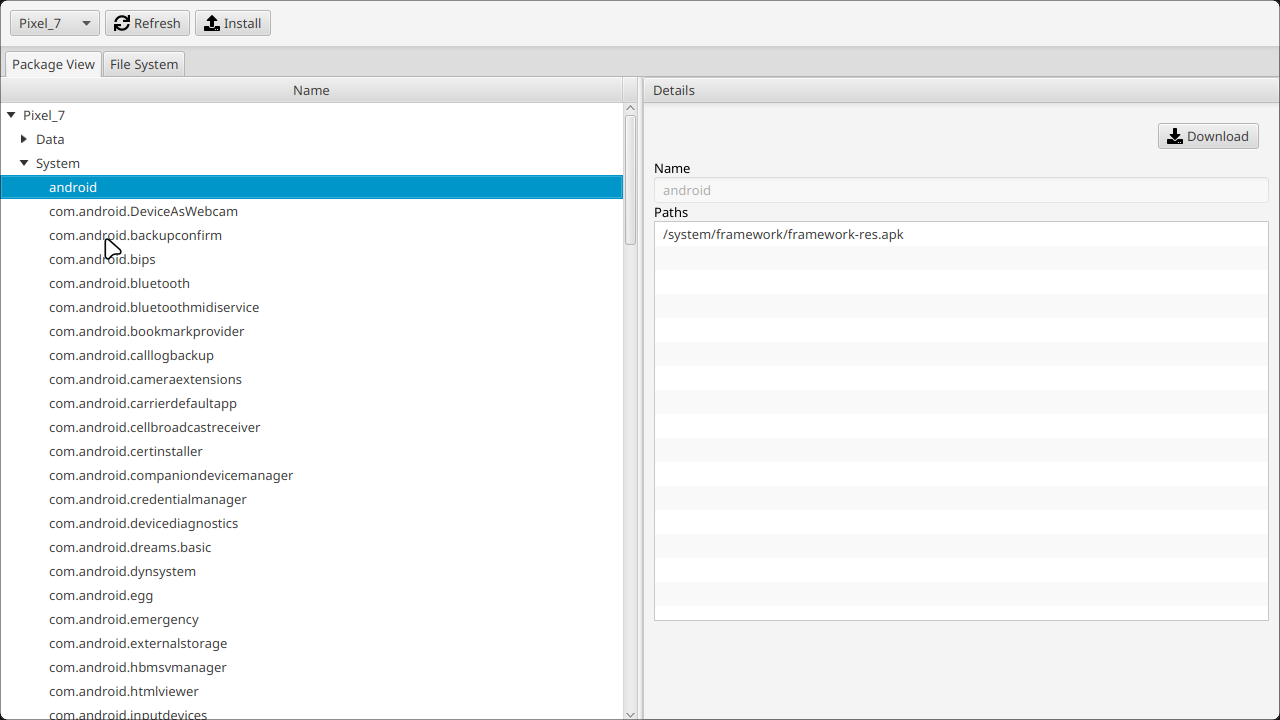 Pixel_7
Refresh
Install
Package View
File System
Name
Pixel_7
Data
System
android
com.android.DeviceAsWebcam
com.android.backupconfirm
com.android.bips
com.android.bluetooth
com.android.bluetoothmidiservice
com.android.bookmarkprovider
com.android.calllogbackup
com.android.cameraextensions
com.android.carrierdefaultapp
com.android.cellbroadcastreceiver
com.android.certinstaller
com.android.companiondevicemanager
com.android.credentialmanager
com.android.devicediagnostics
com.android.dreams.basic
com.android.dynsystem
com.android.egg
com.android.emergency
com.android.externalstorage
com.android.hbmsvmanager
com.android.htmlviewer
com.android.inputdevices
Details
Download
Name
android
Paths
/system/framework/framework-res.apk